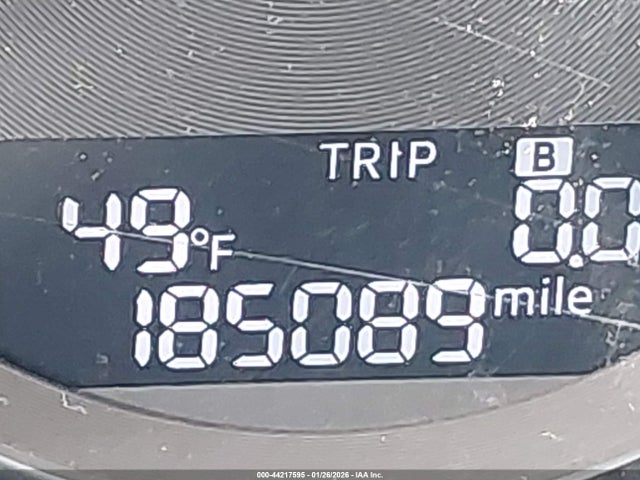 TRIP B
49°F 0.0
185089 mile
000-44217595 - 01/26/2026 - IAA Inc.